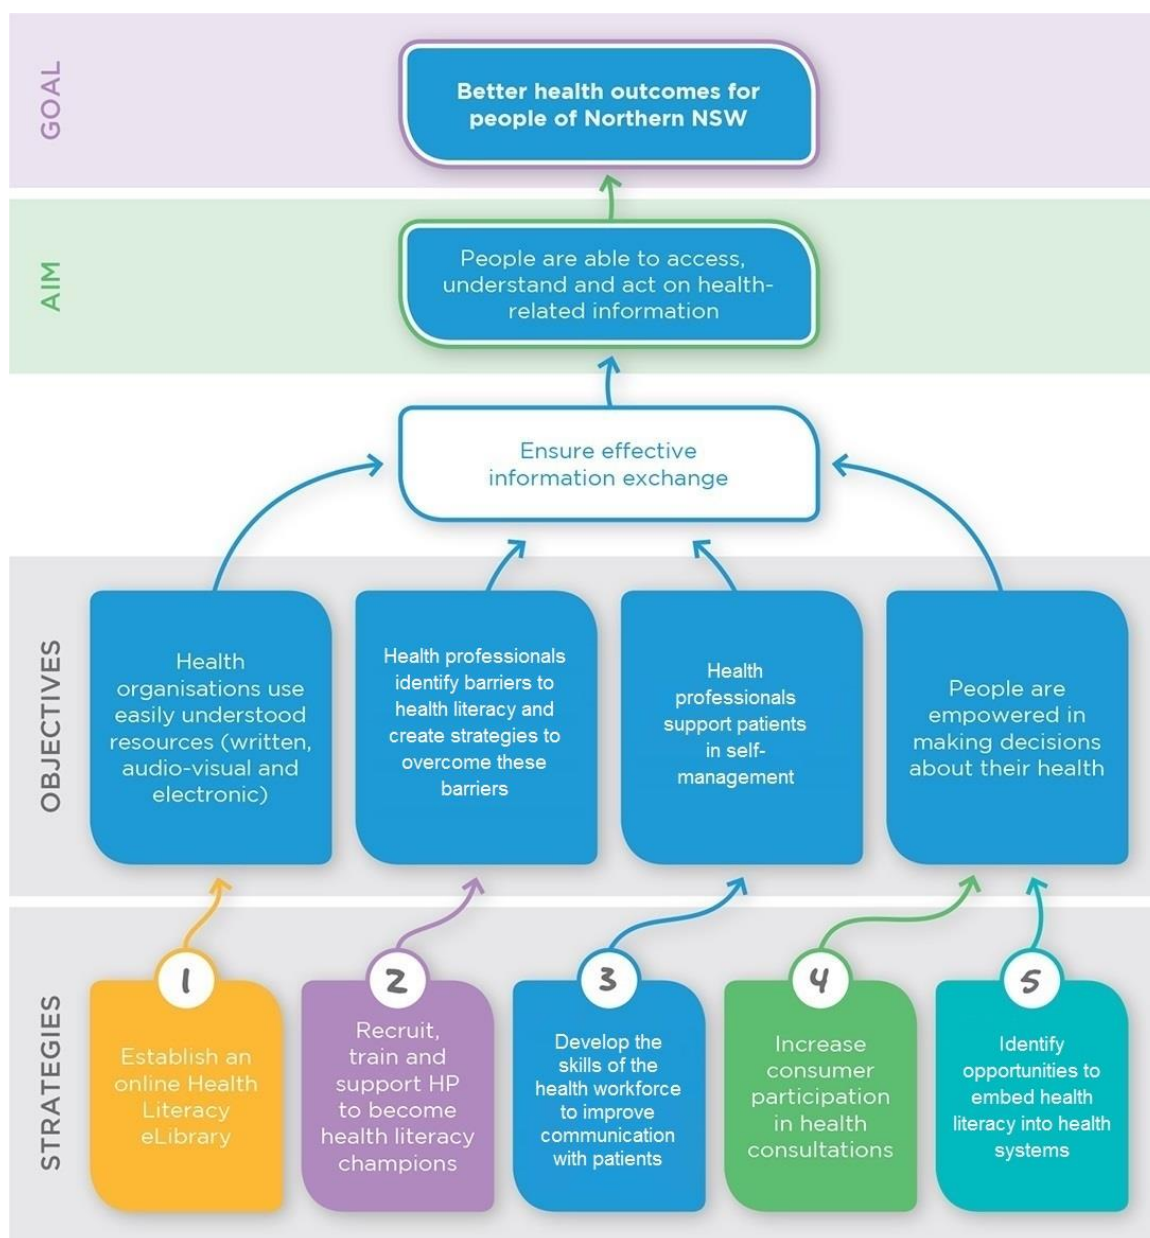 GOAL
Better health outcomes for
people of Northern NSW
AIM
People are able to access,
understand and act on health-
related information
Ensure effective
information exchange
OBJECTIVES
Health
organisations use
easily understood
resources (written,
audio-visual and
electronic)
Health professionals
identify barriers to
health literacy and
create strategies to
overcome these
barriers
Health
professionals
support patients
in self-
management
People are
empowered in
making decisions
about their health
STRATEGIES
1
Establish an
online Health
Literacy
eLibrary
2
Recruit,
train and
support HP
to become
health literacy
champions
3
Develop the
skills of the
health workforce
to improve
communication
with patients
4
Increase
consumer
participation
in health
consultations
5
Identify
opportunities to
embed health
literacy into health
systems